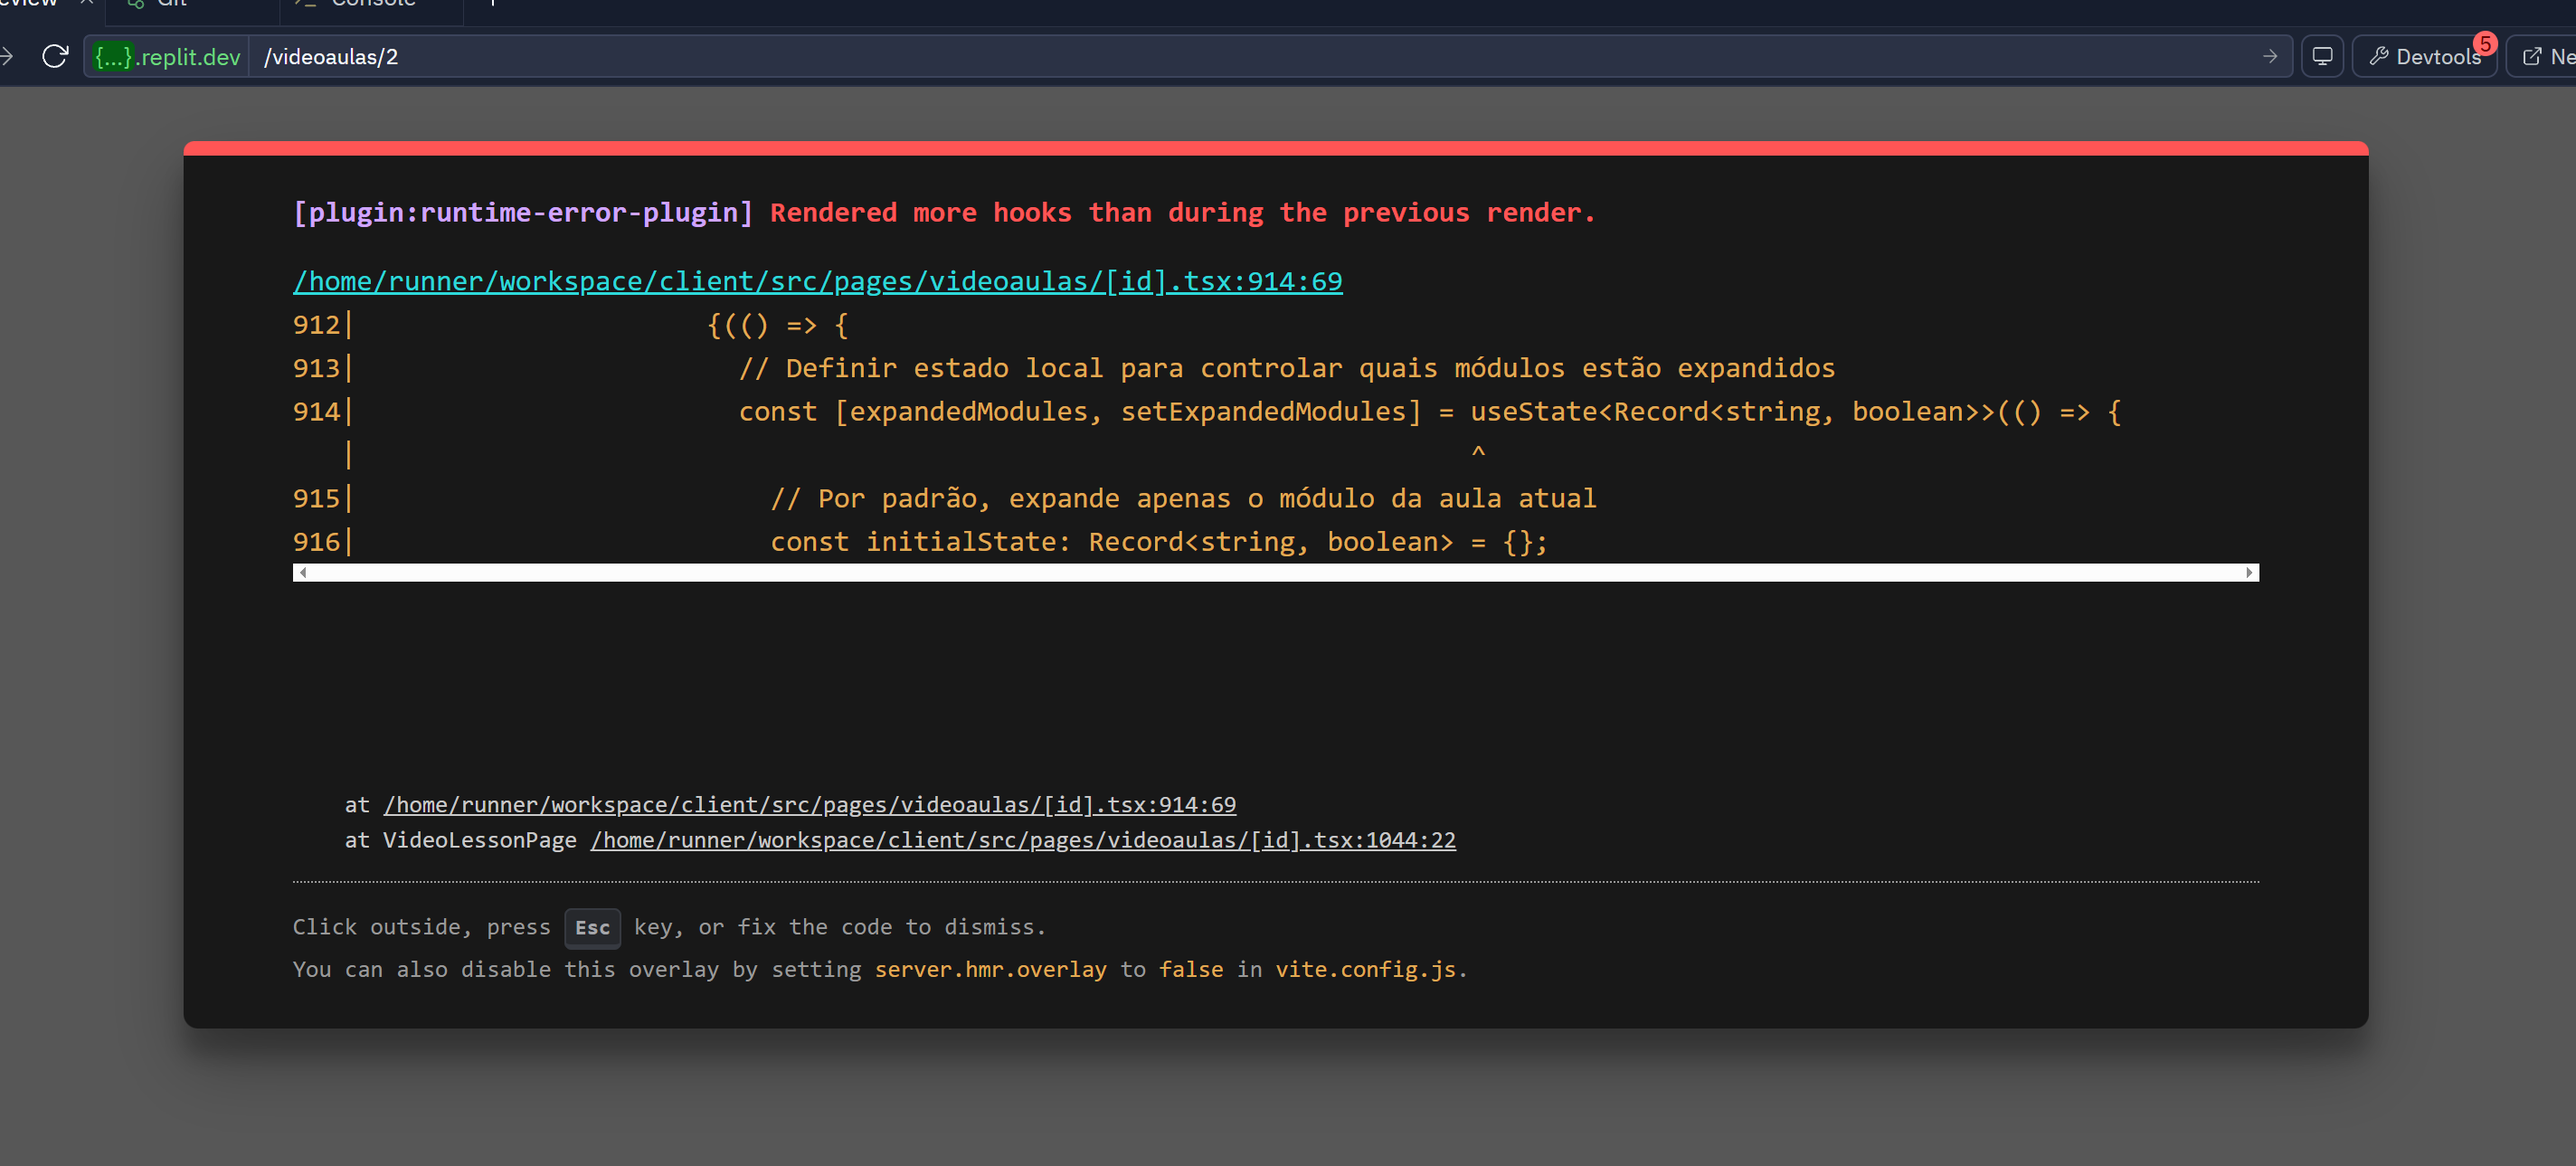 Git
Console
{...}.replit.dev /videoaulas/2 Devtools 5
[plugin:runtime-error-plugin] Rendered more hooks than during the previous render.
/home/runner/workspace/client/src/pages/videoaulas/[id].tsx:914:69
912| {(() => {
913| // Definir estado local para controlar quais módulos estão expandidos
914| const [expandedModules, setExpandedModules] = useState<Record<string, boolean>>(() => {
| ^
915| // Por padrão, expande apenas o módulo da aula atual
916| const initialState: Record<string, boolean> = {};
at /home/runner/workspace/client/src/pages/videoaulas/[id].tsx:914:69
at VideoLessonPage /home/runner/workspace/client/src/pages/videoaulas/[id].tsx:1044:22
Click outside, press Esc key, or fix the code to dismiss.
You can also disable this overlay by setting server.hmr.overlay to false in vite.config.js.